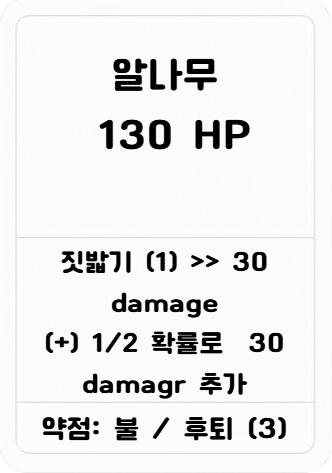 알나무
130 HP
짓밟기 (1) >> 30
damage
(+) 1/2 확률로 30
damagr 추가
약점: 불 / 후퇴 (3)